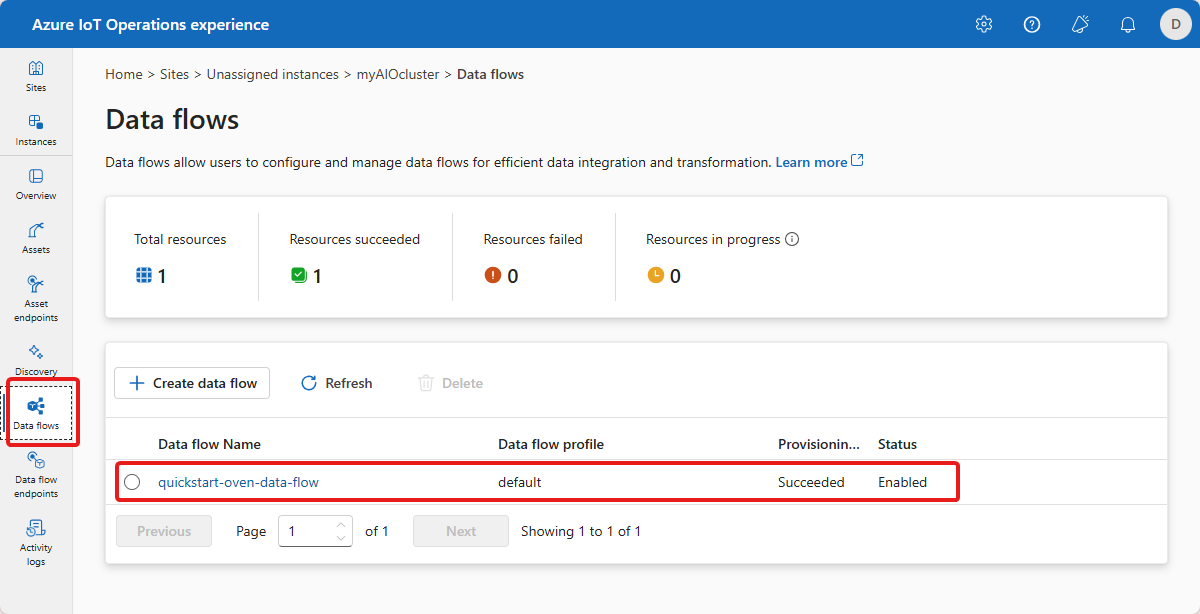 Azure IoT Operations experience
D
Sites
Instances
Overview
Assets
Asset
endpoints
Discovery
Data flows
Data flow
endpoints
Activity
logs
Home > Sites > Unassigned instances > myAIOcluster > Data flows
Data flows
Data flows allow users to configure and manage data flows for efficient data integration and transformation. Learn more
Total resources
1
Resources succeeded
1
Resources failed
0
Resources in progress
0
Create data flow Refresh Delete
Data flow Name Data flow profile Provisionin... Status
quickstart-oven-data-flow default Succeeded Enabled
Previous Page 1 of 1 Next Showing 1 to 1 of 1